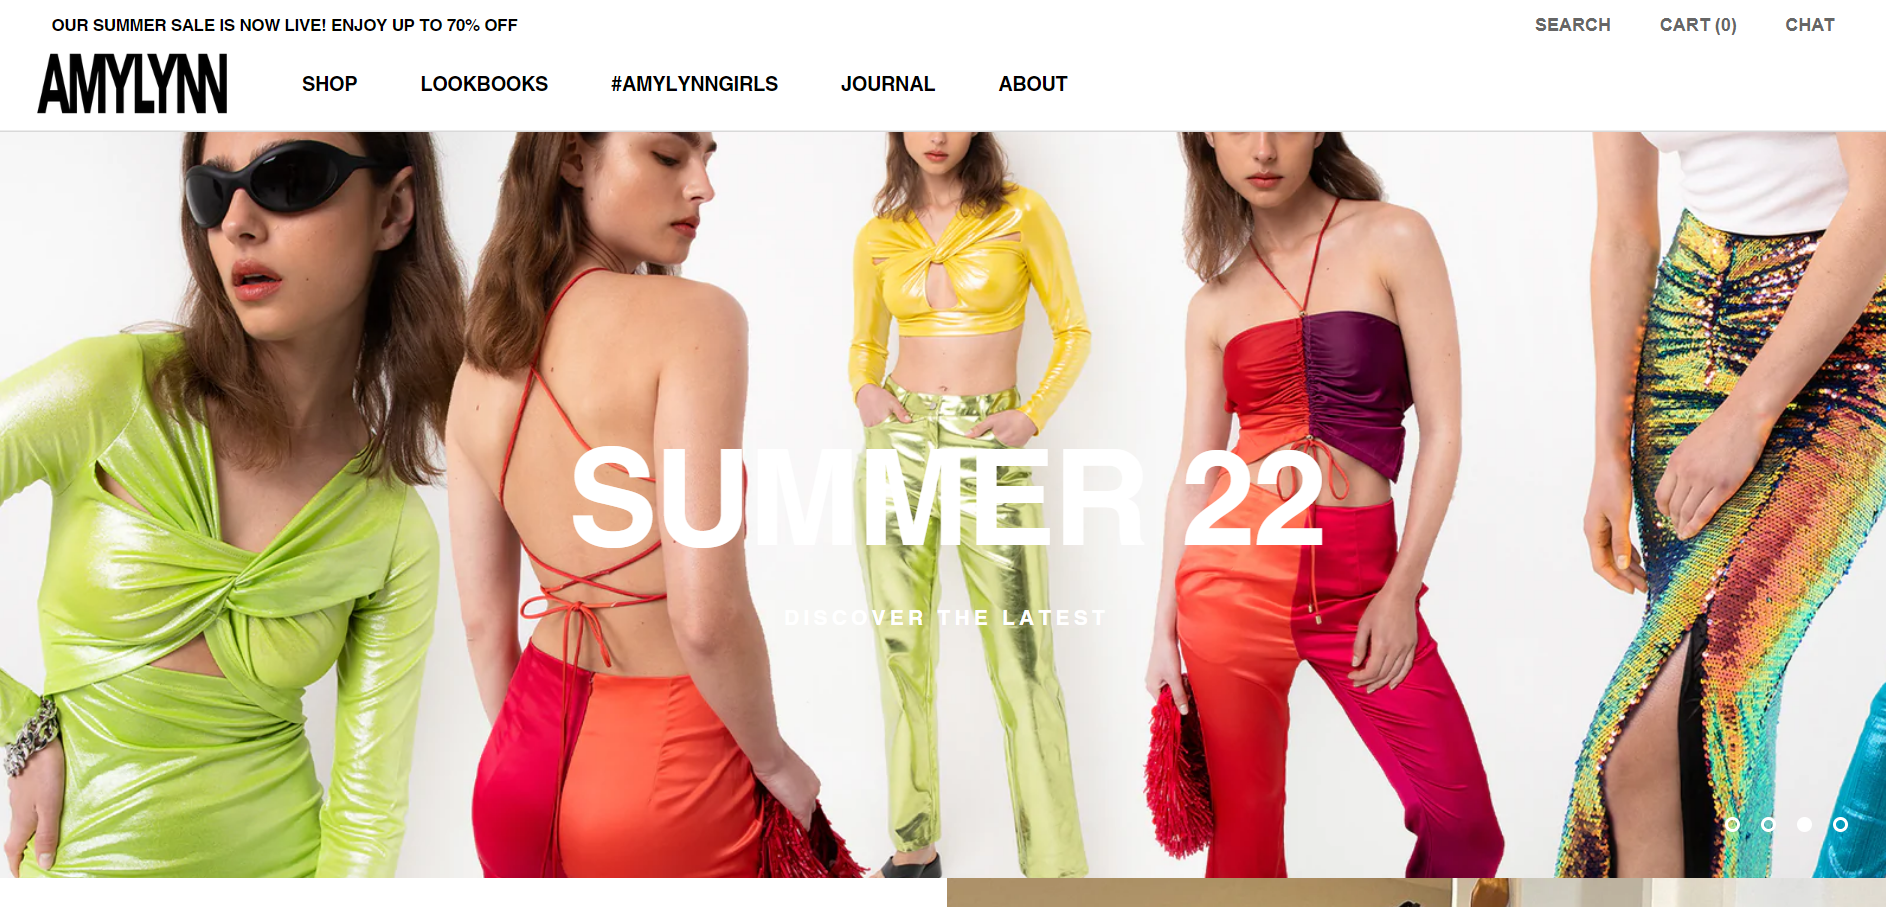 OUR SUMMER SALE IS NOW LIVE! ENJOY UP TO 70% OFF
SEARCH CART (0) CHAT
AMYLYNN
SHOP LOOKBOOKS #AMYLYNNGIRLS JOURNAL ABOUT
SUMMER 22
DISCOVER THE LATEST